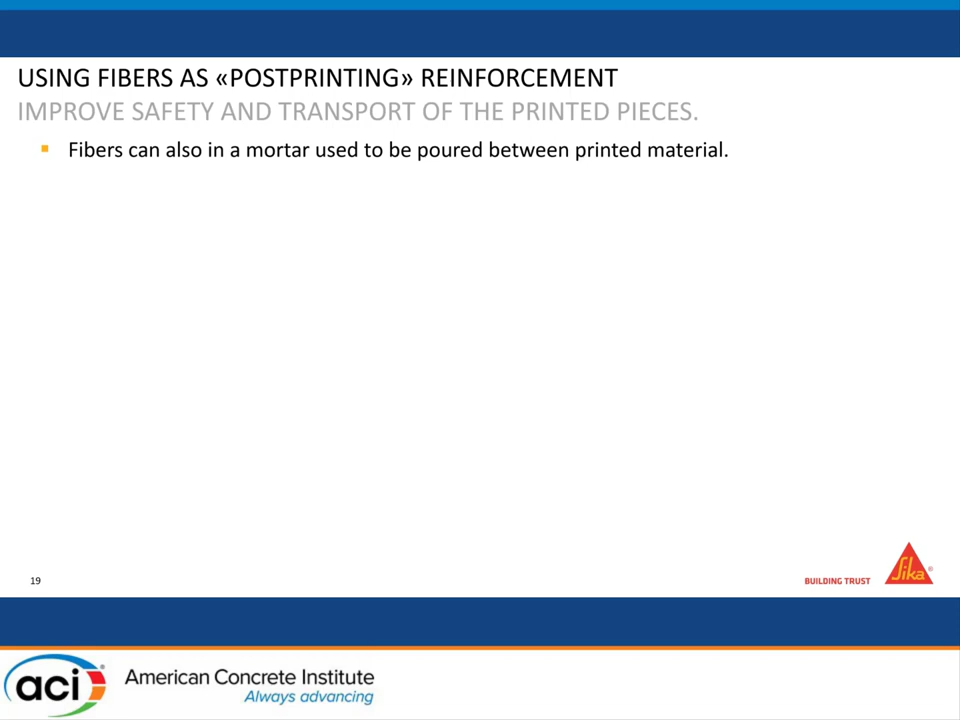 USING FIBERS AS «POSTPRINTING» REINFORCEMENT
IMPROVE SAFETY AND TRANSPORT OF THE PRINTED PIECES.
▪ Fibers can also in a mortar used to be poured between printed material.
19
BUILDING TRUST
Sika®
aci
American Concrete Institute
Always advancing